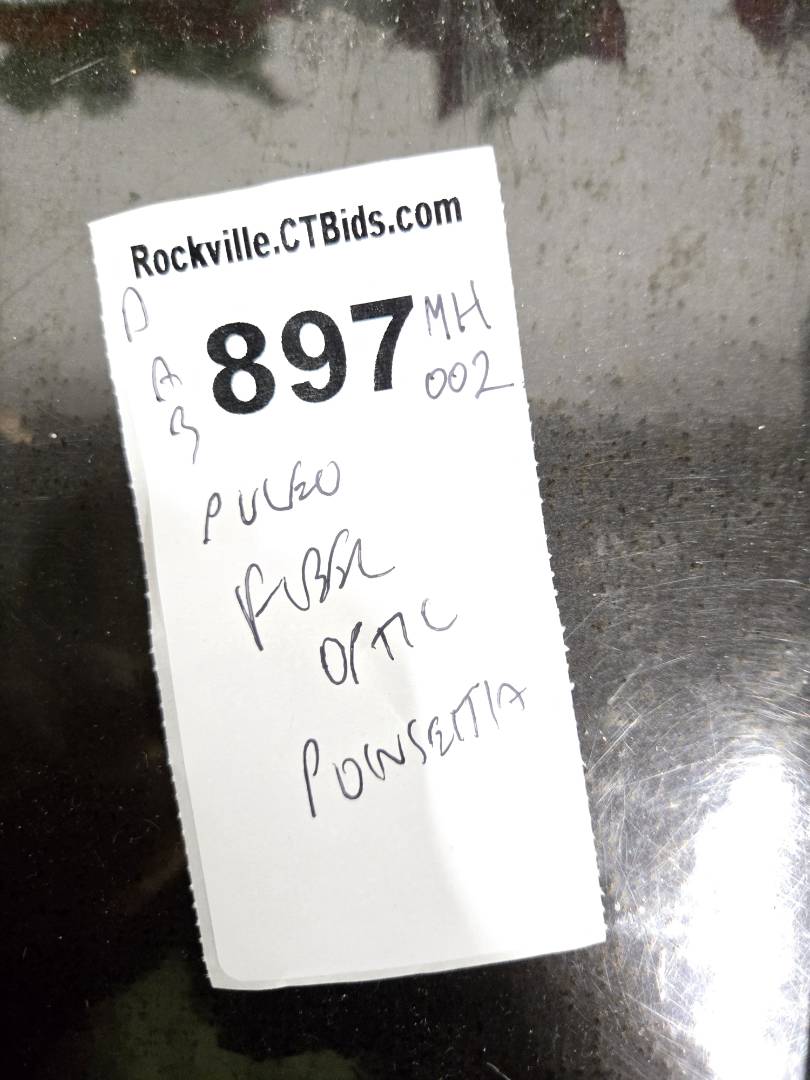 Rockville.CTBids.com
D
A
B
897
MH
002
PULEO
FIBER
OPTIC
POINSETTIA